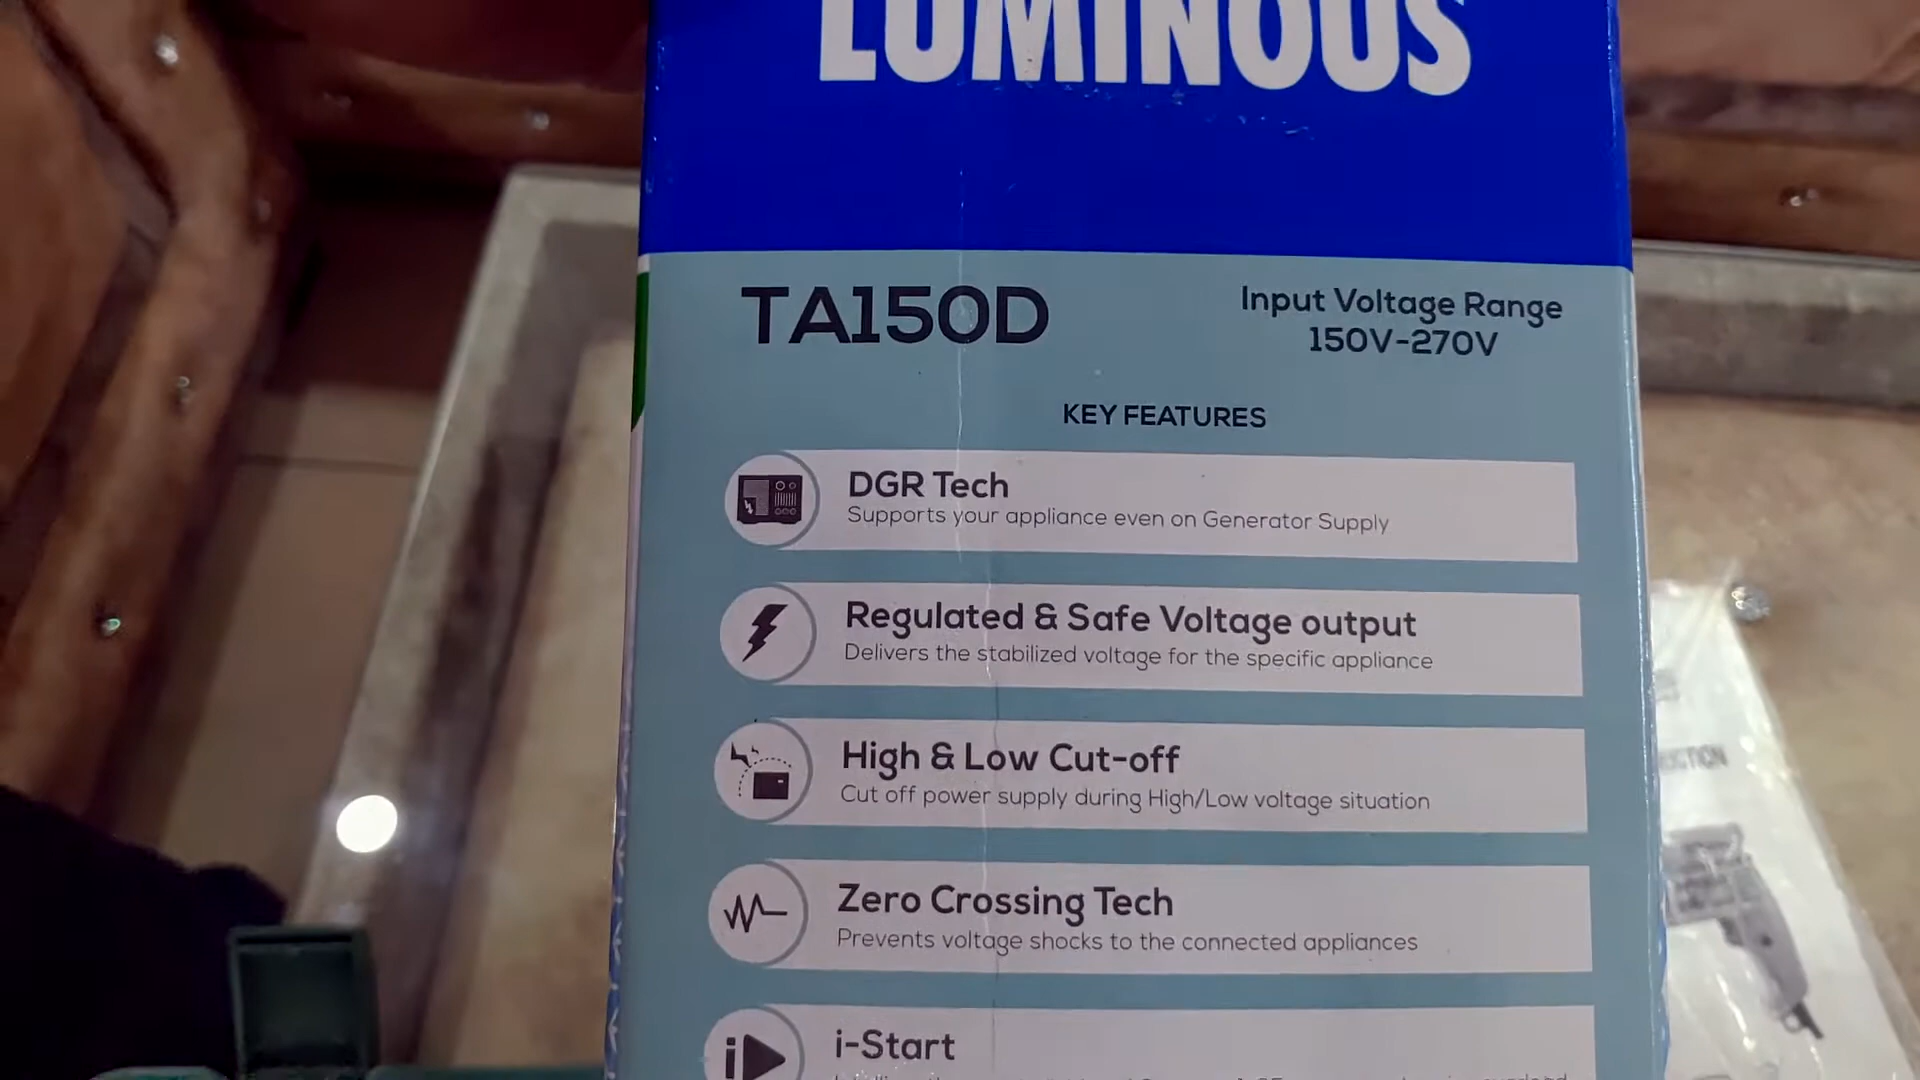 LUMINOUS
TA150D
Input Voltage Range
150V-270V
KEY FEATURES
DGR Tech
Supports your appliance even on Generator Supply
Regulated & Safe Voltage output
Delivers the stabilized voltage for the specific appliance
High & Low Cut-off
Cut off power supply during High/Low voltage situation
Zero Crossing Tech
Prevents voltage shocks to the connected appliances
i-Start